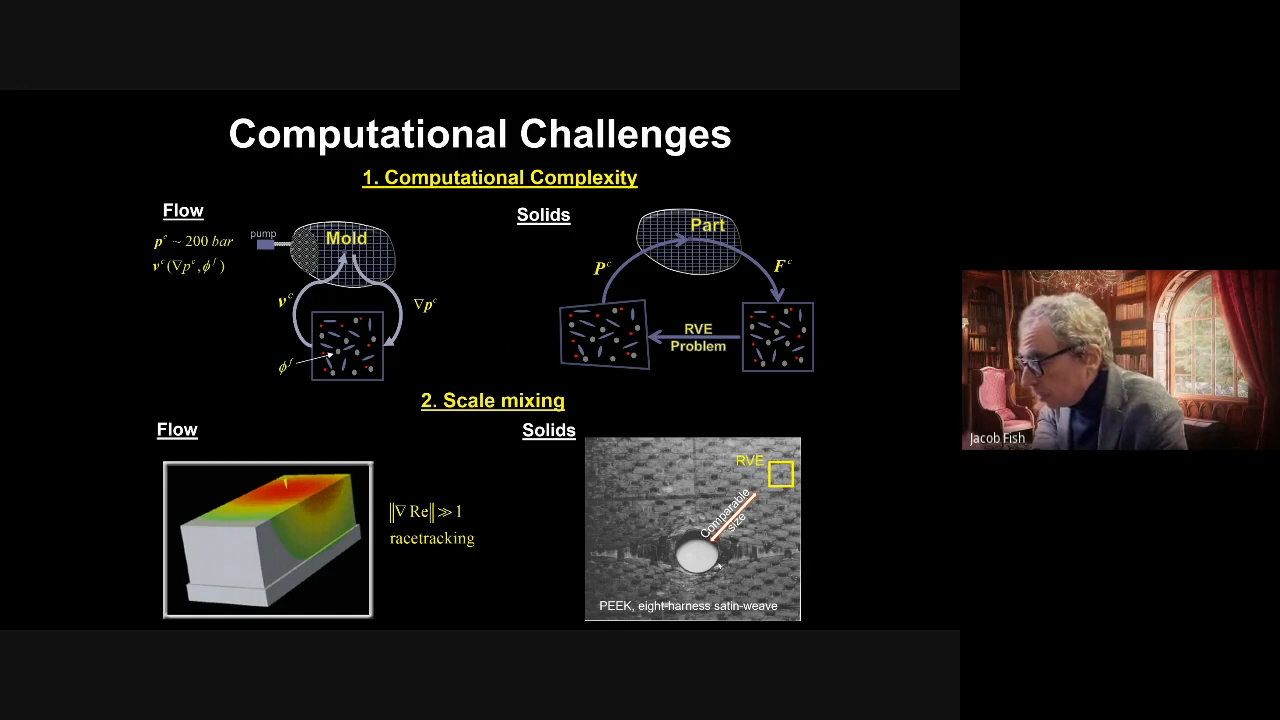 Computational Challenges
1. Computational Complexity
Flow
p^c ~ 200 bar
v^c(∇p^c, ϕ^f)
pump
Mold
v^c
∇p^c
ϕ^f
Solids
Part
P^c
F^c
RVE
Problem
2. Scale mixing
Flow
‖∇ Re‖ ≫ 1
racetracking
Solids
RVE
Comparable
size
PEEK, eight-harness satin-weave
Jacob Fish